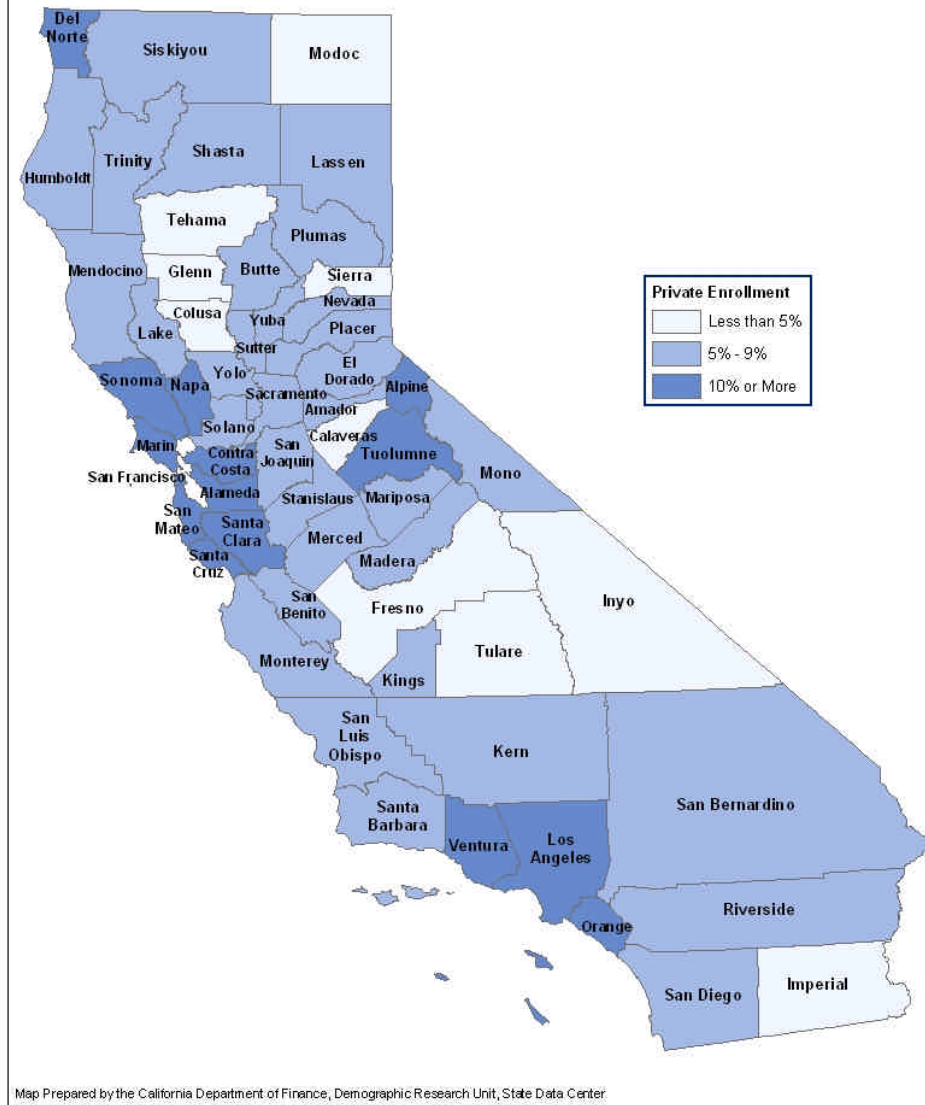 Del
Norte
Siskiyou
Modoc
Shasta
Lassen
Trinity
Humboldt
Tehama
Plumas
Mendocino
Glenn
Butte
Sierra
Nevada
Colusa
Yuba
Placer
Lake
Sutter
El
Dorado
Yolo
Sonoma
Napa
Sacramento
Alpine
Amador
Solano
Calaveras
Marin
Contra
Costa
San
Joaquin
Tuolumne
San Francisco
Mono
Alameda
Stanislaus
Mariposa
San
Mateo
Santa
Clara
Merced
Santa
Cruz
Madera
San
Benito
Fresno
Inyo
Tulare
Monterey
Kings
San
Luis
Obispo
Kern
San Bernardino
Santa
Barbara
Ventura
Los
Angeles
Riverside
Orange
San Diego
Imperial
Private Enrollment
Less than 5%
5% - 9%
10% or More
Map Prepared by the California Department of Finance, Demographic Research Unit, State Data Center